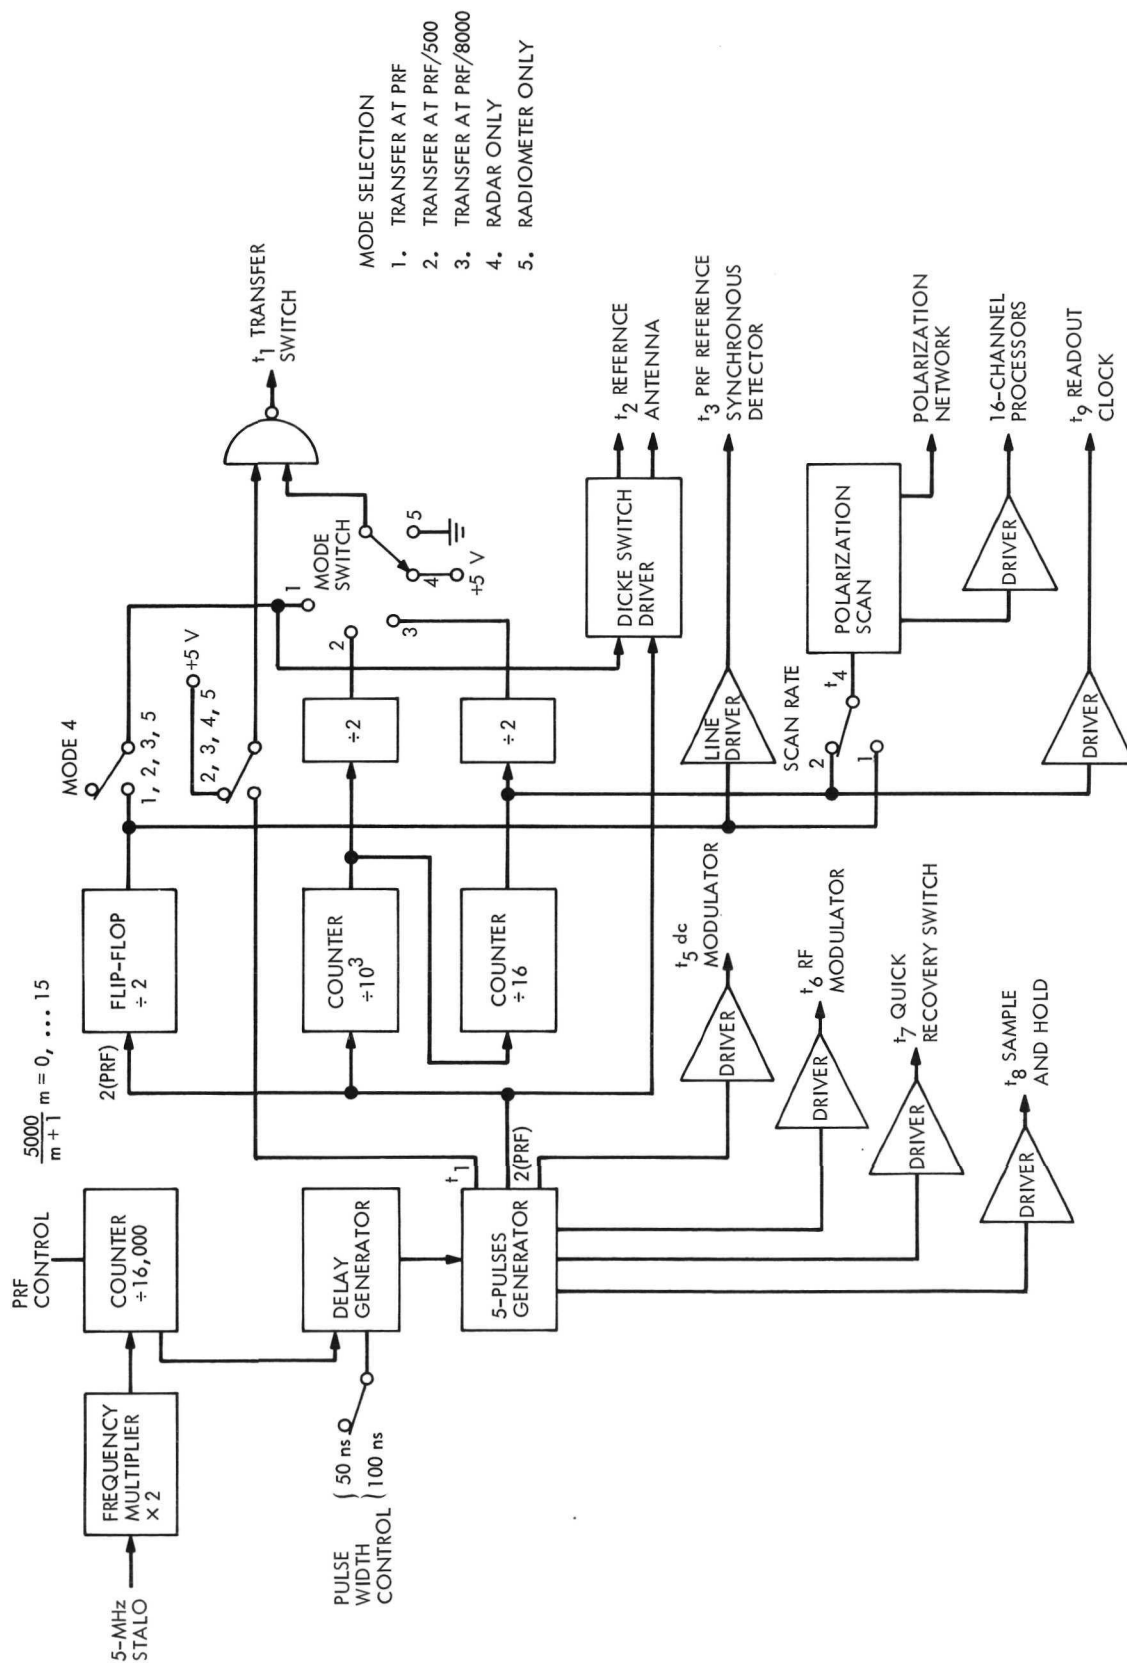 5-MHz
STALO
FREQUENCY
MULTIPLIER
× 2
PRF
CONTROL
COUNTER
÷16,000
5000
m + 1
m = 0, ... 15
PULSE
WIDTH
CONTROL
50 ns
100 ns
DELAY
GENERATOR
5-PULSES
GENERATOR
t1
2(PRF)
2(PRF)
FLIP-FLOP
÷ 2
COUNTER
÷10³
COUNTER
÷16
MODE 4
1, 2, 3, 5
+5 V
2, 3, 4, 5
÷2
÷2
1
MODE
SWITCH
2
3
4
+5 V
5
t1 TRANSFER
SWITCH
MODE SELECTION
1. TRANSFER AT PRF
2. TRANSFER AT PRF/500
3. TRANSFER AT PRF/8000
4. RADAR ONLY
5. RADIOMETER ONLY
DICKE SWITCH
DRIVER
t2 REFERNCE
ANTENNA
LINE
DRIVER
t3 PRF REFERENCE
SYNCHRONOUS
DETECTOR
SCAN RATE
2
1
t4
POLARIZATION
SCAN
POLARIZATION
NETWORK
DRIVER
16-CHANNEL
PROCESSORS
DRIVER
t9 READOUT
CLOCK
DRIVER
t5 dc
MODULATOR
DRIVER
t6 RF
MODULATOR
DRIVER
t7 QUICK
RECOVERY SWITCH
DRIVER
t8 SAMPLE
AND HOLD